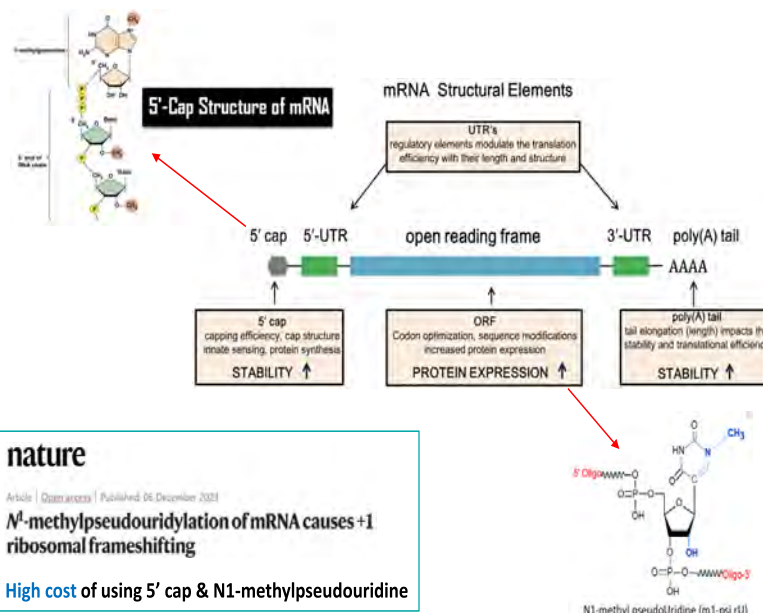 5'-Cap Structure of mRNA
mRNA Structural Elements
UTR's
regulatory elements modulate the translation
efficiency with their length and structure
5' cap
5'-UTR
open reading frame
3'-UTR
poly(A) tail
AAAA
5' cap
capping efficiency, cap structure
innate sensing, protein synthesis
STABILITY ↑
ORF
Codon optimization, sequence modifications
increased protein expression
PROTEIN EXPRESSION ↑
poly(A) tail
tail elongation (length) impacts th
stability and translational efficienc
STABILITY ↑
nature
Article | Open access | Published: 06 December 2023
N1-methylpseudouridylation of mRNA causes +1
ribosomal frameshifting
High cost of using 5' cap & N1-methylpseudouridine
O
CH3
HN
N
O
5' Oligo
O
O=P
O
OH
O
O
OH
O=P
O
Oligo-3'
OH
N1-methyl pseudoUridine (m1-psi rU)